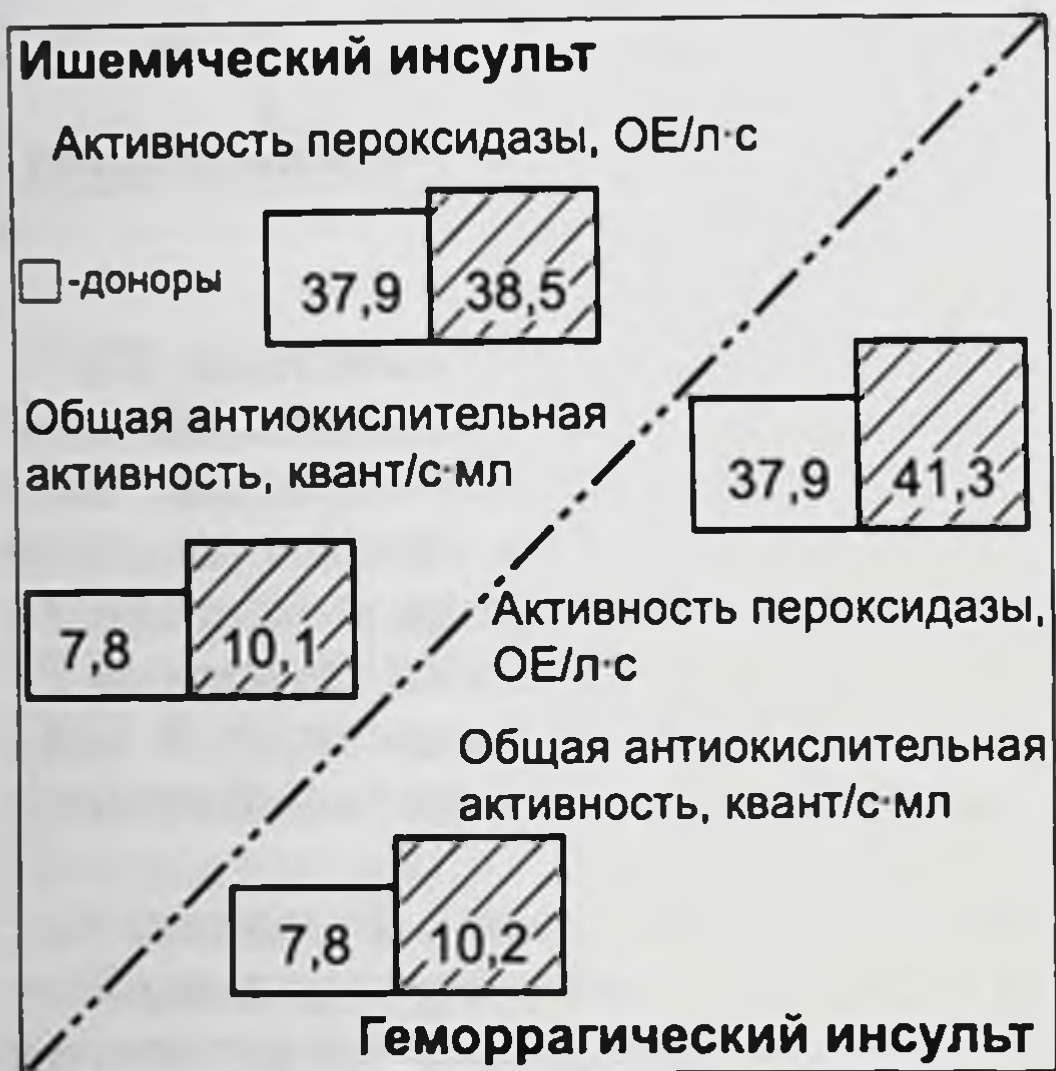 Ишемический инсульт
Активность пероксидазы, ОЕ/л·с
-доноры
37,9 38,5
Общая антиокислительная
активность, квант/с·мл
7,8 10,1
37,9 41,3
Активность пероксидазы,
ОЕ/л·с
Общая антиокислительная
активность, квант/с·мл
7,8 10,2
Геморрагический инсульт